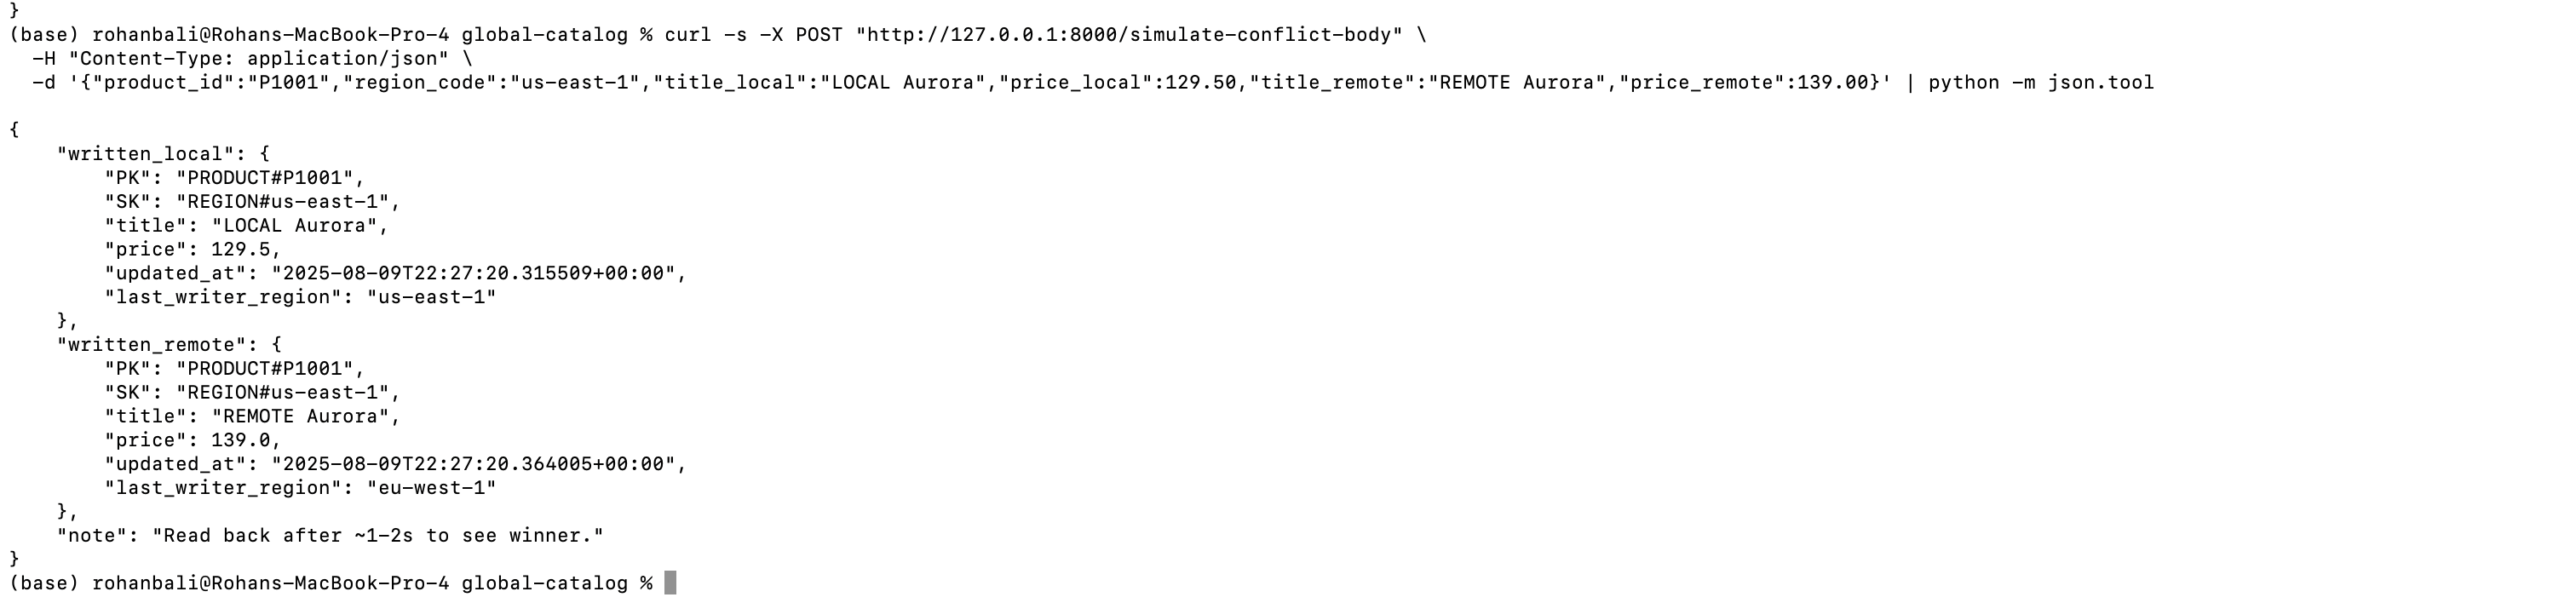 }
(base) rohanbali@Rohans-MacBook-Pro-4 global-catalog % curl -s -X POST "http://127.0.0.1:8000/simulate-conflict-body" \
  -H "Content-Type: application/json" \
  -d '{"product_id":"P1001","region_code":"us-east-1","title_local":"LOCAL Aurora","price_local":129.50,"title_remote":"REMOTE Aurora","price_remote":139.00}' | python -m json.tool

{
    "written_local": {
        "PK": "PRODUCT#P1001",
        "SK": "REGION#us-east-1",
        "title": "LOCAL Aurora",
        "price": 129.5,
        "updated_at": "2025-08-09T22:27:20.315509+00:00",
        "last_writer_region": "us-east-1"
    },
    "written_remote": {
        "PK": "PRODUCT#P1001",
        "SK": "REGION#us-east-1",
        "title": "REMOTE Aurora",
        "price": 139.0,
        "updated_at": "2025-08-09T22:27:20.364005+00:00",
        "last_writer_region": "eu-west-1"
    },
    "note": "Read back after ~1-2s to see winner."
}
(base) rohanbali@Rohans-MacBook-Pro-4 global-catalog %